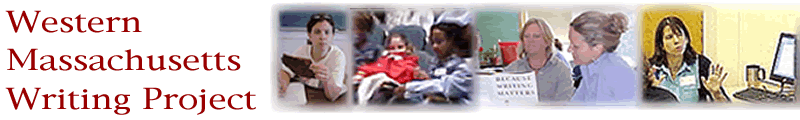 Western
Massachusetts
Writing Project
BECAUSE
WRITING
MATTERS